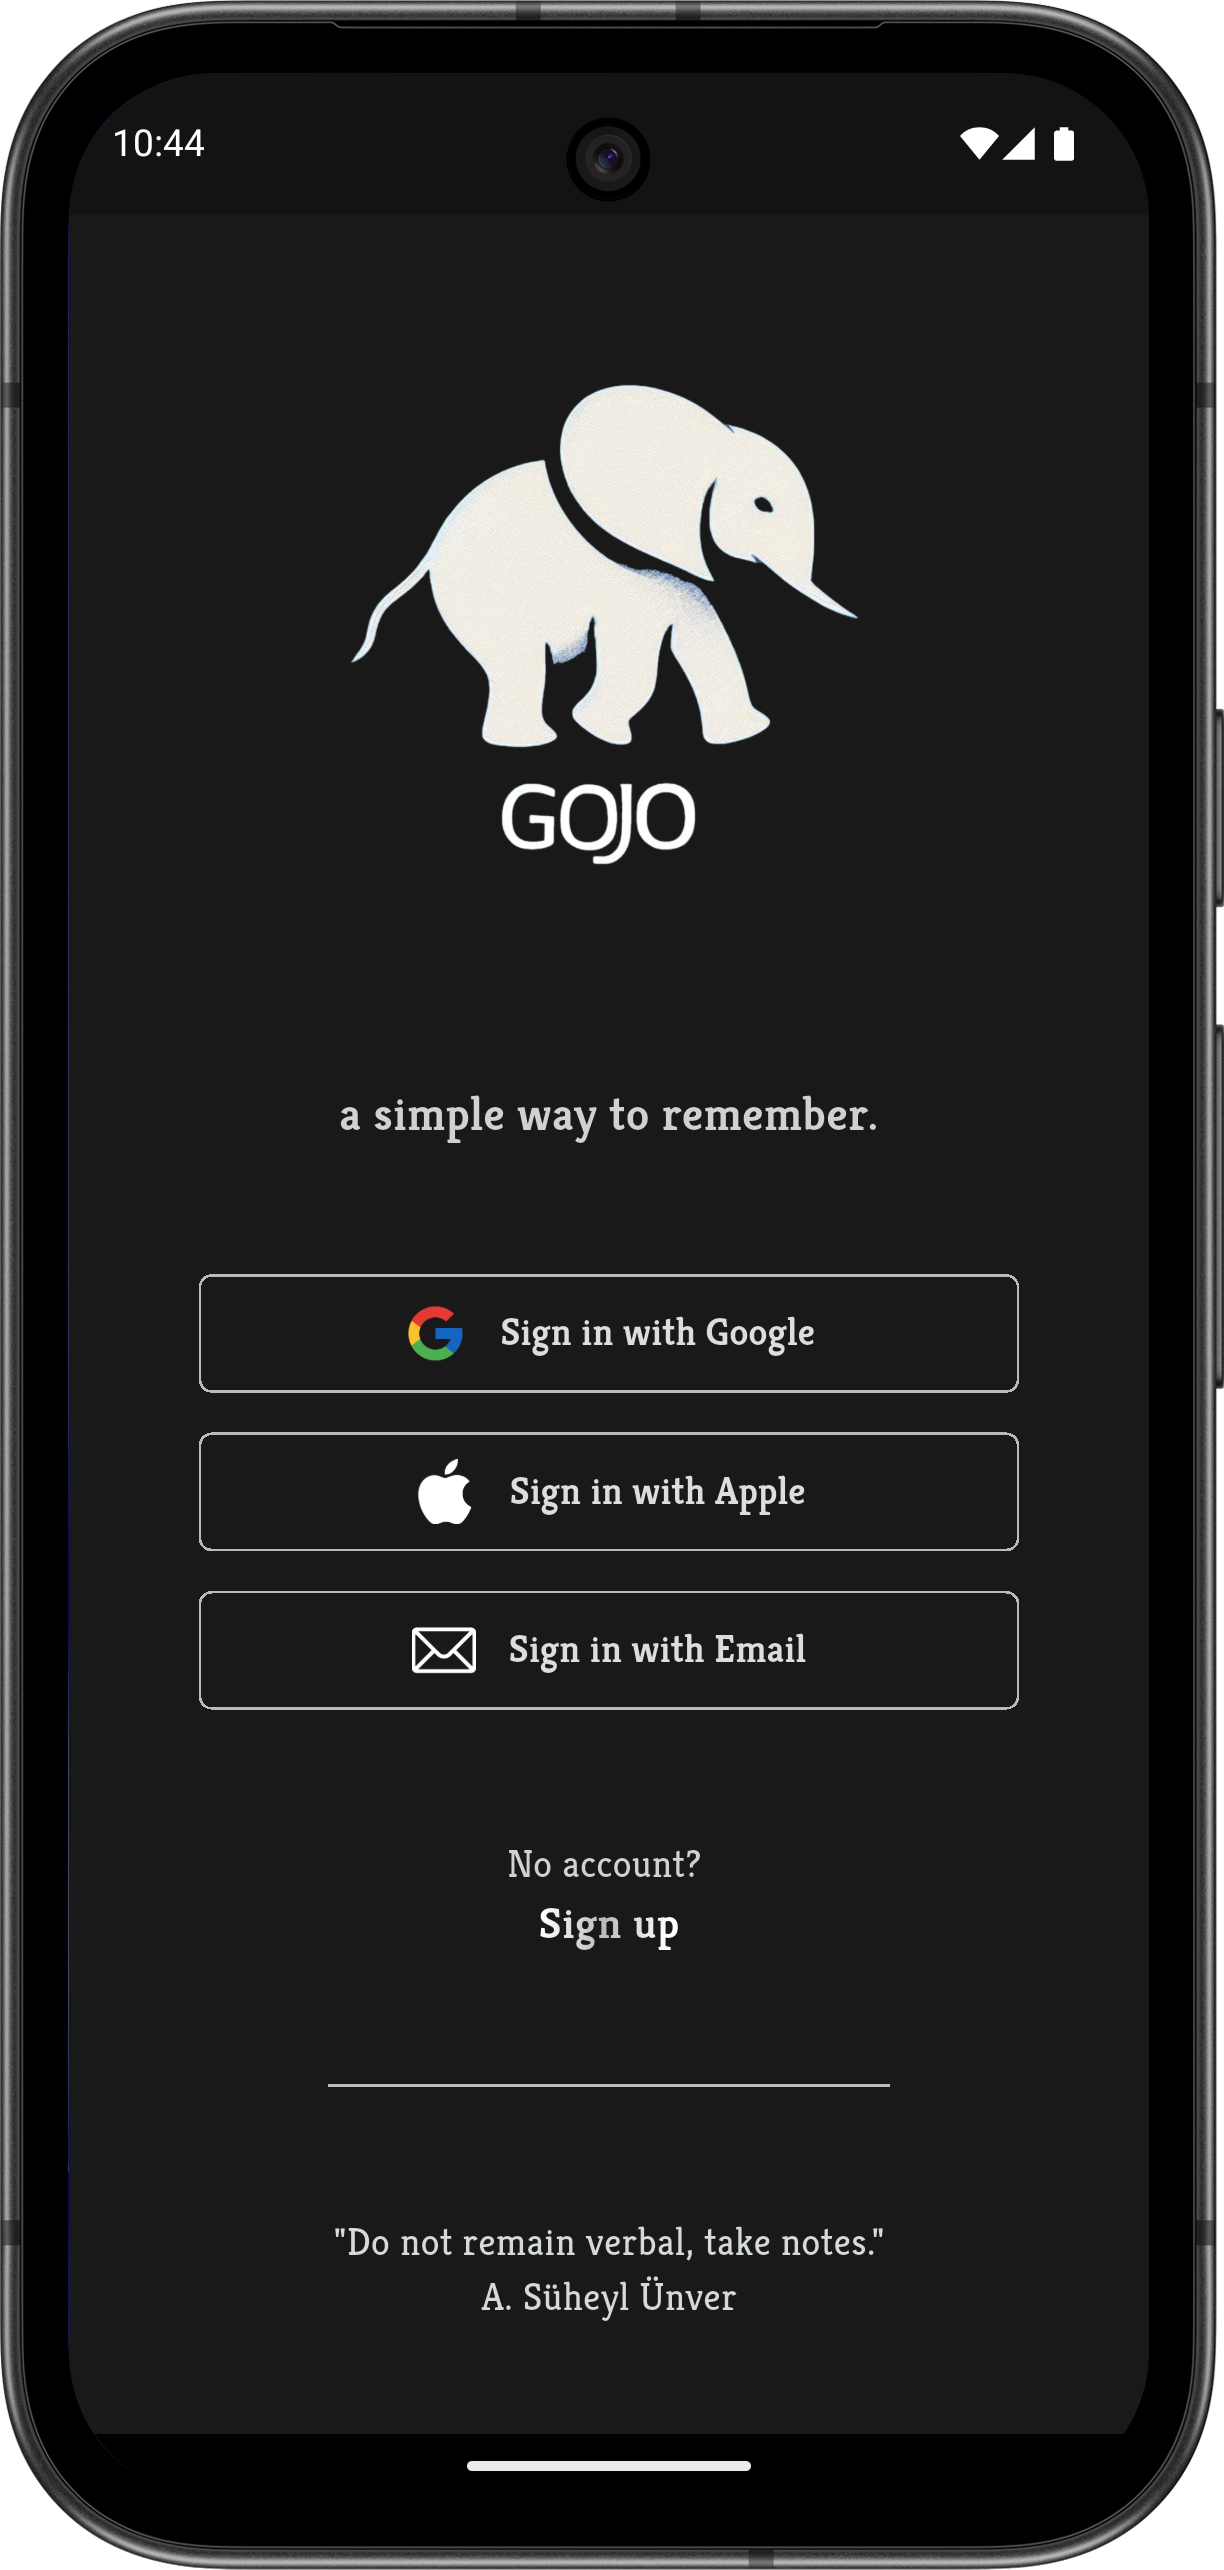 10:44
GOJO
a simple way to remember.
Sign in with Google
Sign in with Apple
Sign in with Email
No account?
Sign up
"Do not remain verbal, take notes."
A. Süheyl Ünver